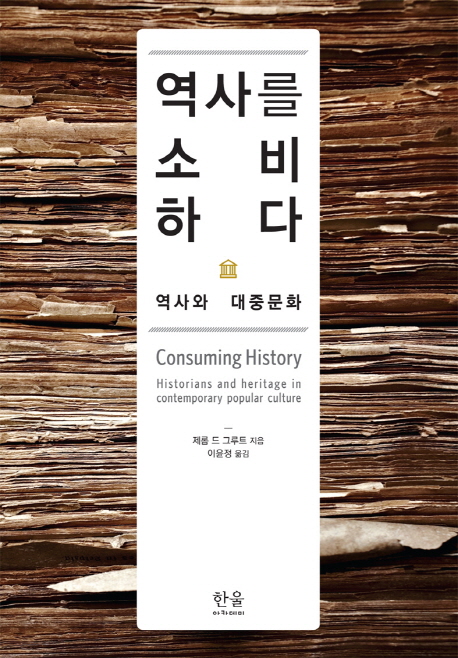 역사를
소 비
하 다
역사와 대중문화
Consuming History
Historians and heritage in
contemporary popular culture
제롬 드 그루트 지음
이윤정 옮김
한울
아카데미